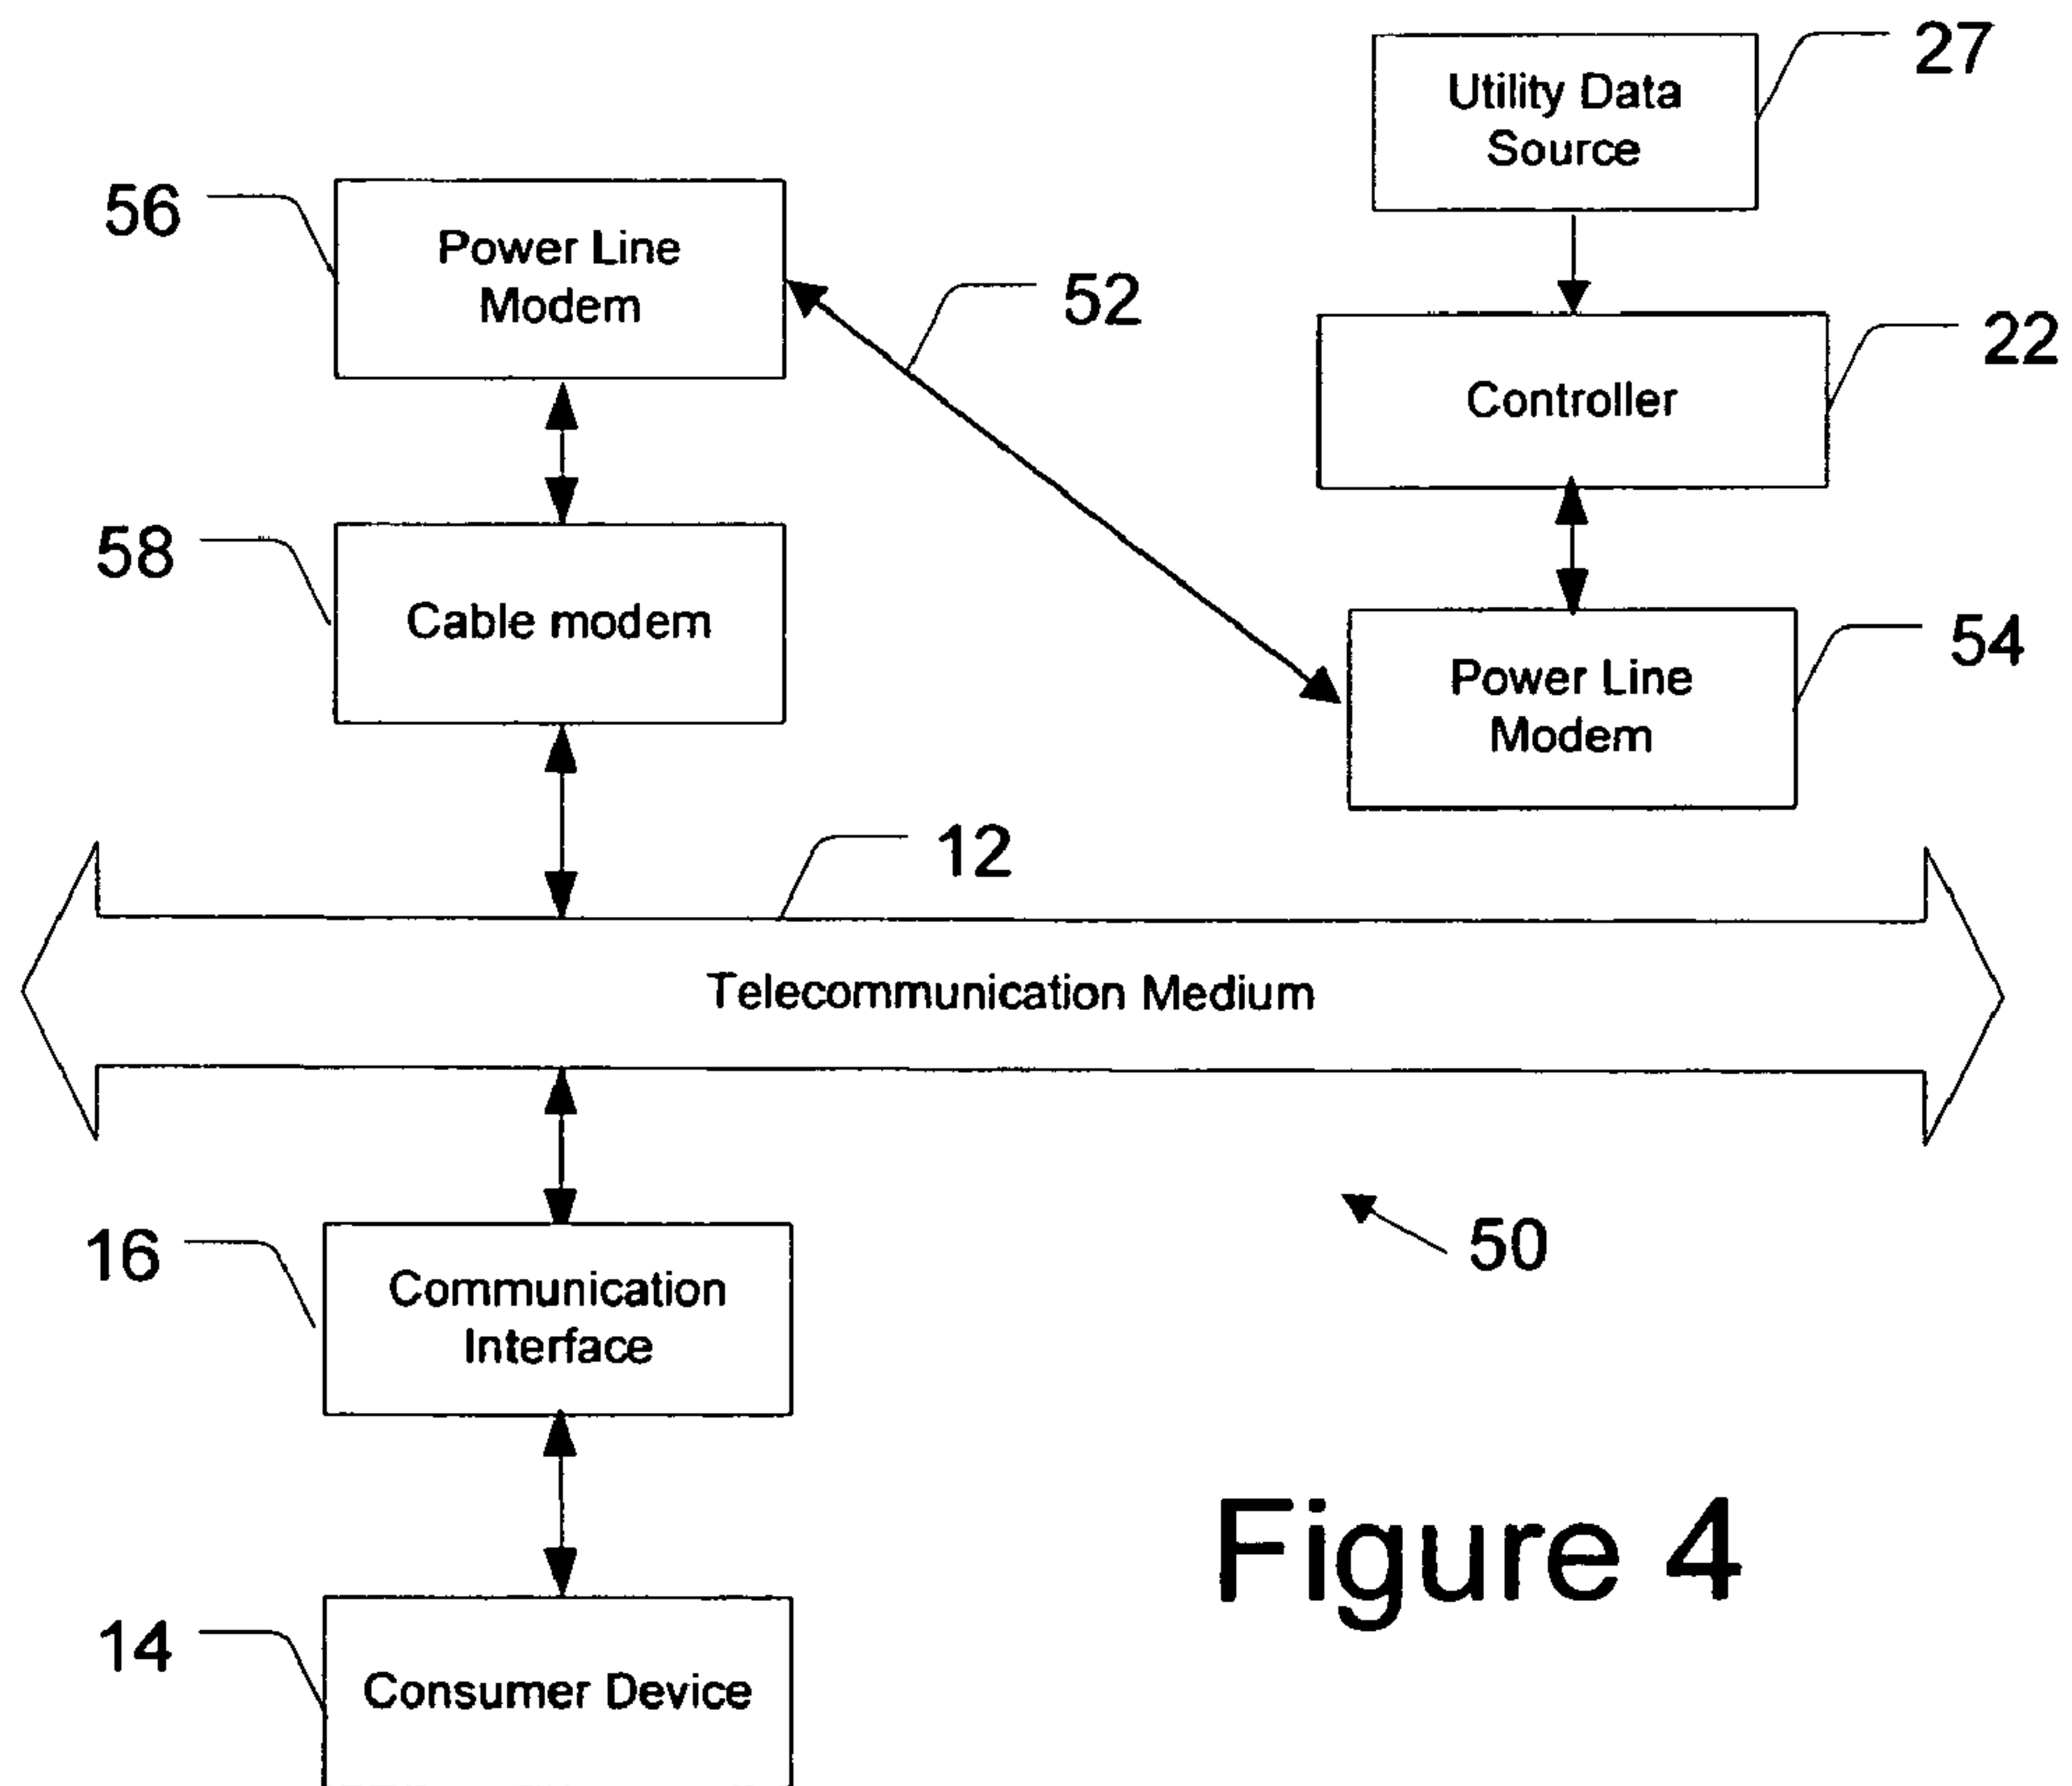 27
Utility Data
Source
56
Power Line
Modem
52
22
Controller
58
Cable modem
54
Power Line
Modem
12
Telecommunication Medium
16
Communication
Interface
50
14
Consumer Device
Figure 4